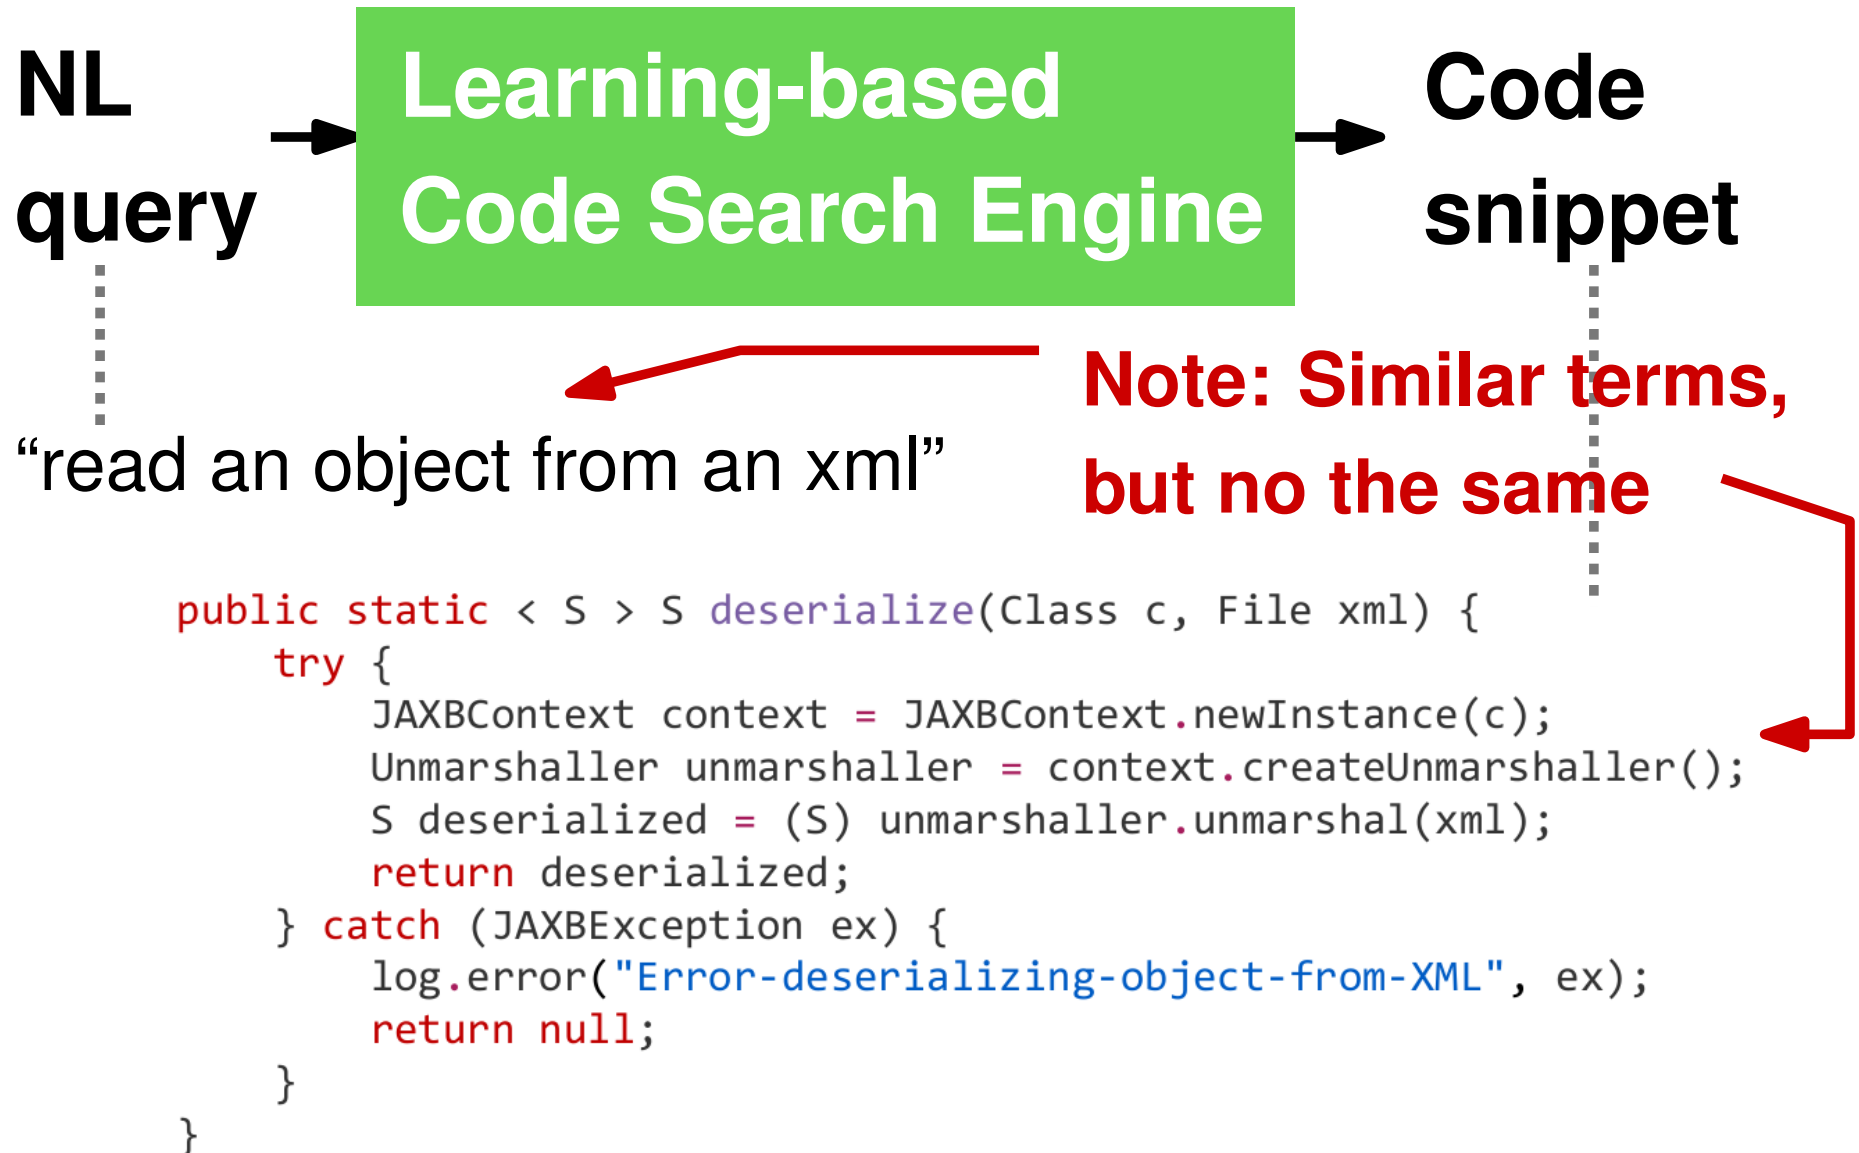 NL
query
Learning-based
Code Search Engine
Code
snippet
Note: Similar terms,
but no the same
“read an object from an xml”
public static < S > S deserialize(Class c, File xml) {
    try {
        JAXBContext context = JAXBContext.newInstance(c);
        Unmarshaller unmarshaller = context.createUnmarshaller();
        S deserialized = (S) unmarshaller.unmarshal(xml);
        return deserialized;
    } catch (JAXBException ex) {
        log.error("Error-deserializing-object-from-XML", ex);
        return null;
    }
}